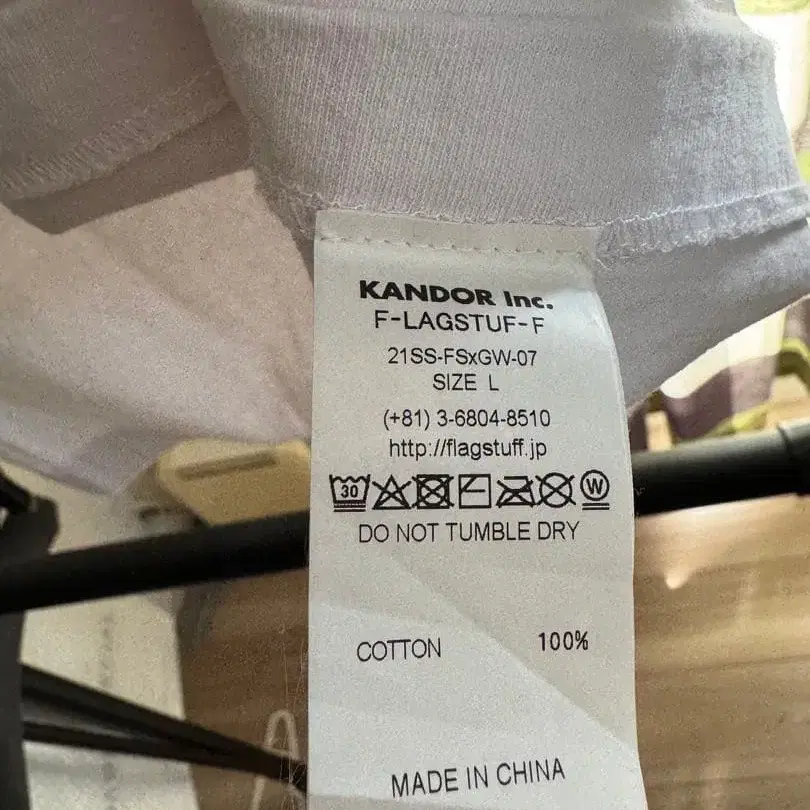 KANDOR Inc.
F-LAGSTUF-F
21SS-FSxGW-07
SIZE L
(+81) 3-6804-8510
http://flagstuff.jp
30 W
DO NOT TUMBLE DRY
COTTON 100%
MADE IN CHINA